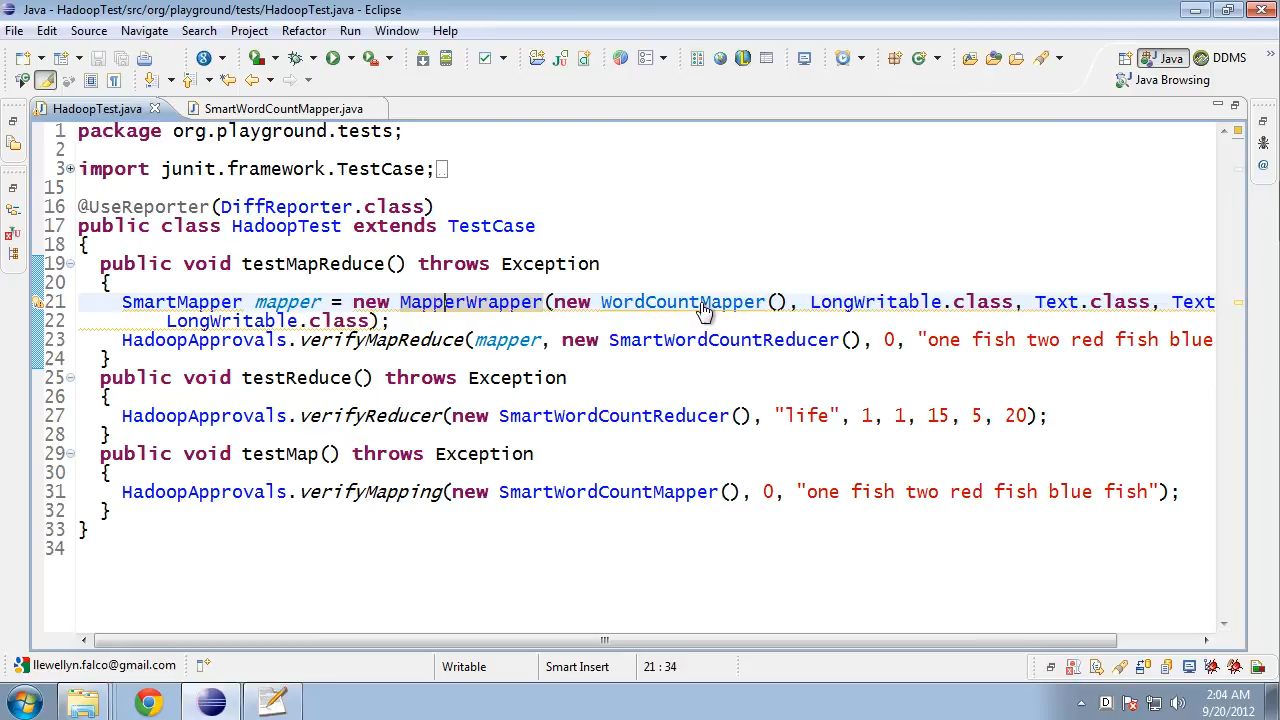 Java - HadoopTest/src/org/playground/tests/HadoopTest.java - Eclipse
File Edit Source Navigate Search Project Refactor Run Window Help
Java DDMS
Java Browsing
HadoopTest.java SmartWordCountMapper.java
1 package org.playground.tests;
2
3 import junit.framework.TestCase;
15
16 @UseReporter(DiffReporter.class)
17 public class HadoopTest extends TestCase
18 {
19 public void testMapReduce() throws Exception
20 {
21 SmartMapper mapper = new MapperWrapper(new WordCountMapper(), LongWritable.class, Text.class, Text
22 LongWritable.class);
23 HadoopApprovals.verifyMapReduce(mapper, new SmartWordCountReducer(), 0, "one fish two red fish blue
24 }
25 public void testReduce() throws Exception
26 {
27 HadoopApprovals.verifyReducer(new SmartWordCountReducer(), "life", 1, 1, 15, 5, 20);
28 }
29 public void testMap() throws Exception
30 {
31 HadoopApprovals.verifyMapping(new SmartWordCountMapper(), 0, "one fish two red fish blue fish");
32 }
33 }
34
llewellyn.falco@gmail.com Writable Smart Insert 21 : 34
2:04 AM
9/20/2012